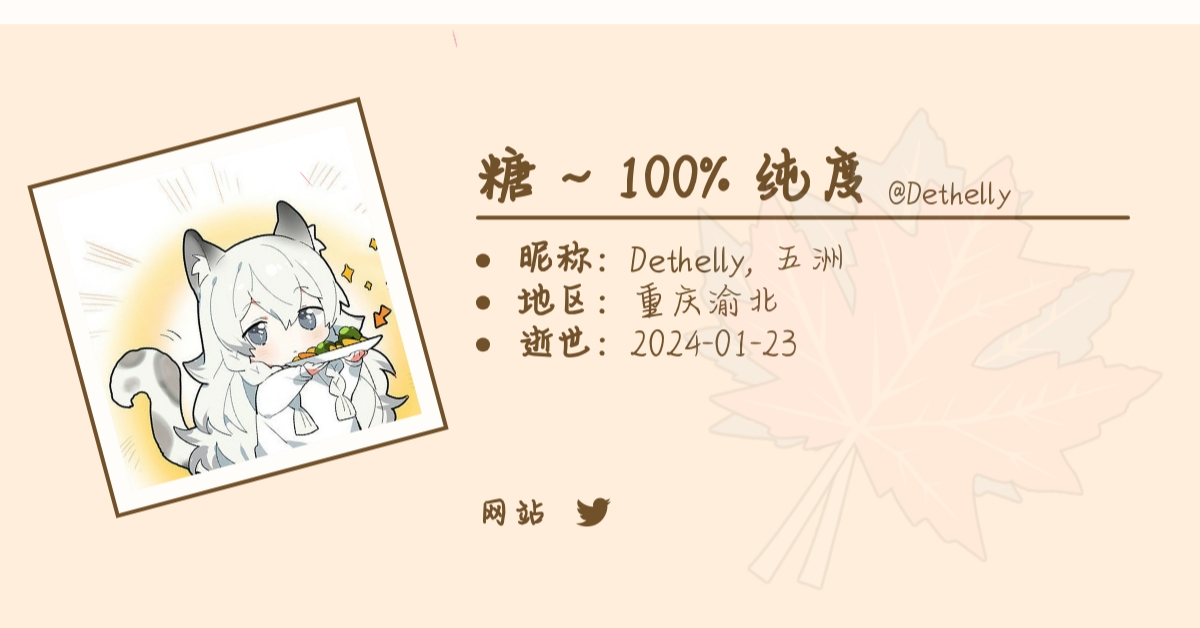 糖 ~ 100% 纯度 @Dethelly
昵称： Dethelly, 五洲
地区： 重庆渝北
逝世： 2024-01-23
网站